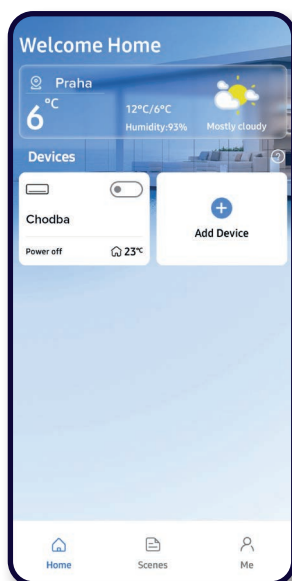 Welcome Home
Praha
6°C
12°C/6°C
Humidity:93%
Mostly cloudy
Devices
?
Chodba
Power off
23°C
Add Device
Home
Scenes
Me